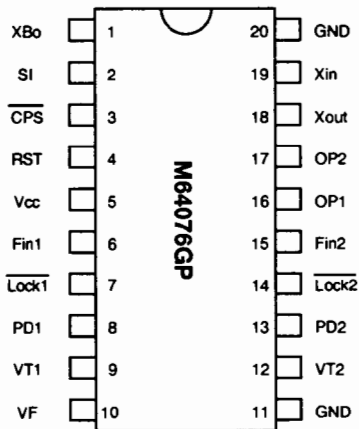 XBo 1 20 GND
SI 2 19 Xin
CPS 3 18 Xout
RST 4 17 OP2
Vcc 5 16 OP1
Fin1 6 15 Fin2
Lock1 7 14 Lock2
PD1 8 13 PD2
VT1 9 12 VT2
VF 10 11 GND
M64076GP